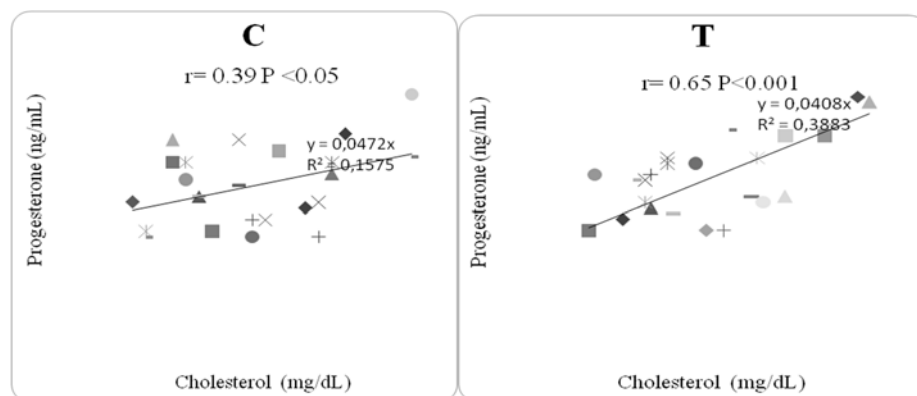 C
r= 0.39 P <0.05
y = 0,0472x
R² = 0,1575
Progesterone (ng/mL)
Cholesterol (mg/dL)
T
r= 0.65 P<0.001
y = 0,0408x
R² = 0,3883
Progesterone (ng/mL)
Cholesterol (mg/dL)